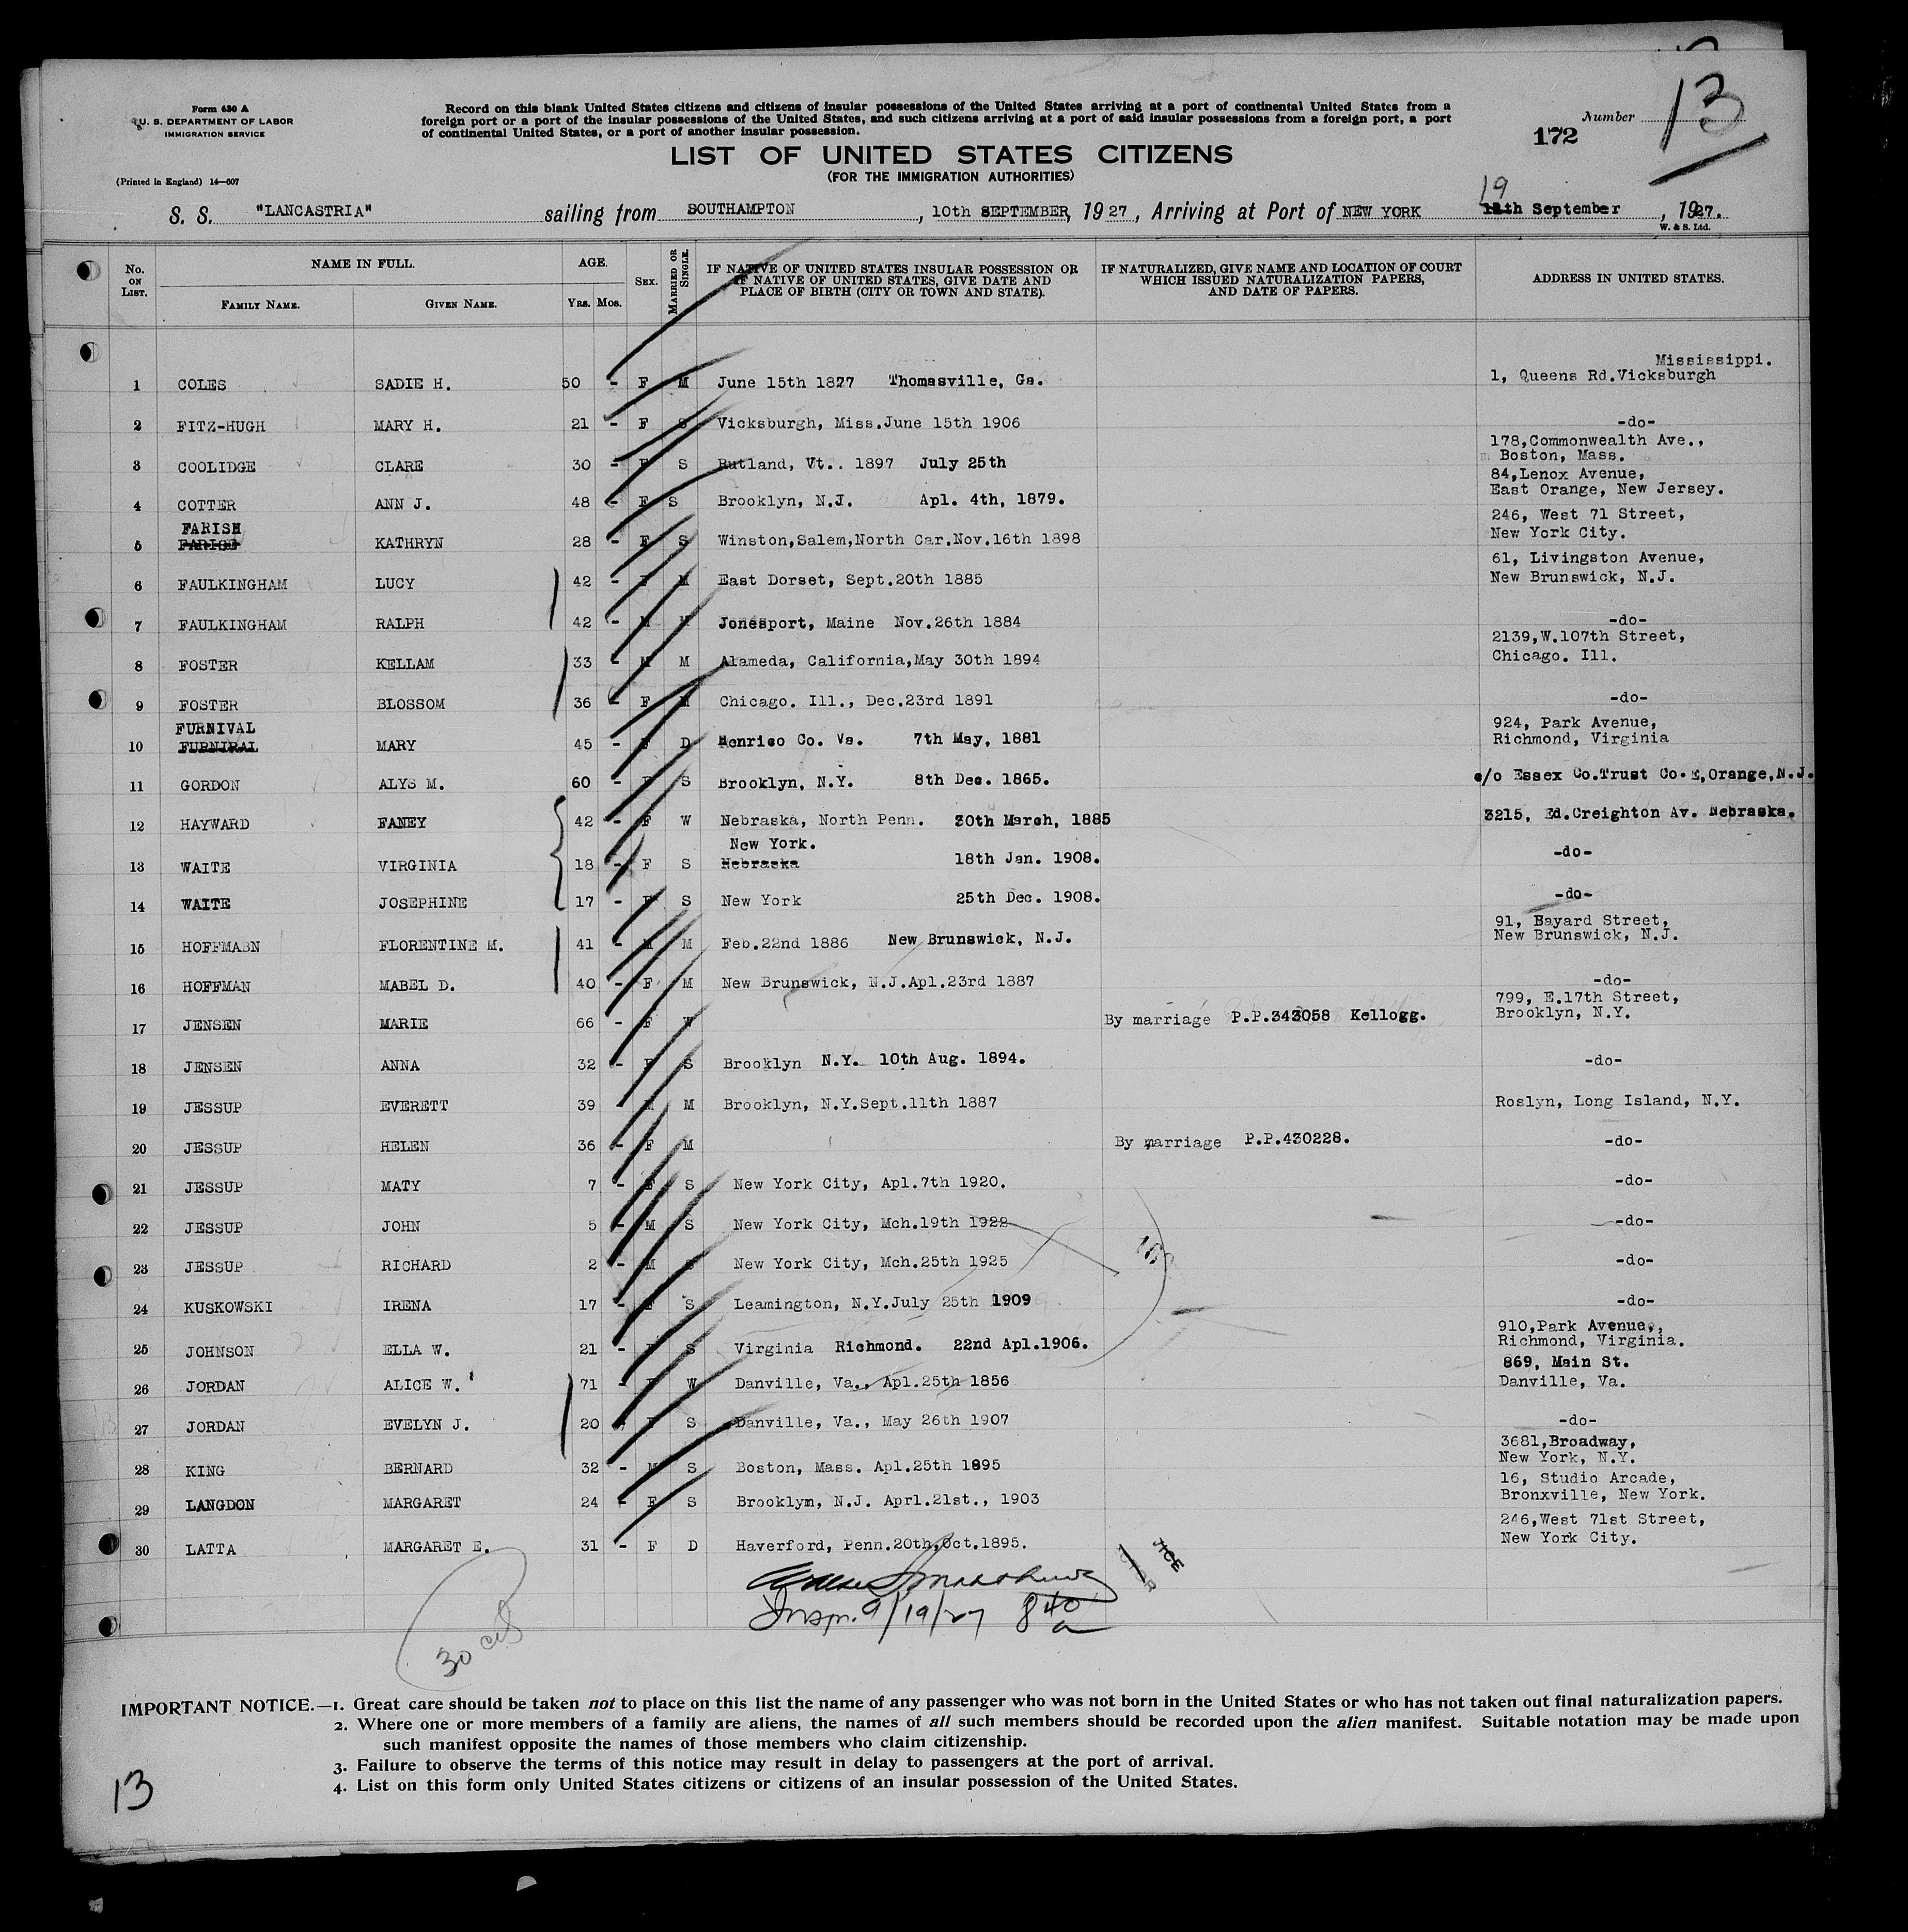 Form 630 A
U. S. DEPARTMENT OF LABOR
IMMIGRATION SERVICE
(Printed in England) 14—607
Record on this blank United States citizens and citizens of insular possessions of the United States arriving at a port of continental United States from a
foreign port or a port of the insular possessions of the United States, and such citizens arriving at a port of said insular possessions from a foreign port, a port
of continental United States, or a port of another insular possession.
172 Number 13
LIST OF UNITED STATES CITIZENS
(FOR THE IMMIGRATION AUTHORITIES)
S. S. "LANCASTRIA" sailing from SOUTHAMPTON, 10th SEPTEMBER, 1927, Arriving at Port of NEW YORK 19 18th September, 1927.
W. & S. Ltd.
No. ON LIST. NAME IN FULL. FAMILY NAME. GIVEN NAME. AGE. YRS. MOS. SEX. MARRIED OR SINGLE. IF NATIVE OF UNITED STATES INSULAR POSSESSION OR IF NATIVE OF UNITED STATES, GIVE DATE AND PLACE OF BIRTH (CITY OR TOWN AND STATE). IF NATURALIZED, GIVE NAME AND LOCATION OF COURT WHICH ISSUED NATURALIZATION PAPERS, AND DATE OF PAPERS. ADDRESS IN UNITED STATES.
Mississippi.
1 COLES SADIE H. 50 - F M June 15th 1877 Thomasville, Ga. 1, Queens Rd.Vicksburgh
2 FITZ-HUGH MARY H. 21 - F S Vicksburgh, Miss.June 15th 1906 -do-
178,Commonwealth Ave.,
3 COOLIDGE CLARE 30 - F S Rutland, Vt.. 1897 July 25th Boston, Mass.
84,Lenox Avenue,
4 COTTER ANN J. 48 - F S Brooklyn, N.J. Apl. 4th, 1879. East Orange, New Jersey.
FARISH 246, West 71 Street,
5 KATHRYN 28 - F S Winston,Salem,North Car.Nov.16th 1898 New York City.
61, Livingston Avenue,
6 FAULKINGHAM LUCY 42 - F M East Dorset, Sept.20th 1885 New Brunswick, N.J.
7 FAULKINGHAM RALPH 42 - M M Jonesport, Maine Nov.26th 1884 -do-
2139,W.107th Street,
8 FOSTER KELLAM 33 - M M Alameda, California,May 30th 1894 Chicago. Ill.
9 FOSTER BLOSSOM 36 - F M Chicago. Ill., Dec.23rd 1891 -do-
FURNIVAL 924, Park Avenue,
10 FURNIRAL MARY 45 - F D Henrico Co. Va. 7th May, 1881 Richmond, Virginia
11 GORDON ALYS M. 60 - F S Brooklyn, N.Y. 8th Dec. 1865. c/o Essex Co.Trust Co. E,Orange,N.J.
12 HAYWARD FANEY 42 - F W Nebraska, North Penn. 30th March, 1885 3215, Ed.Creighton Av. Nebraska.
New York.
13 WAITE VIRGINIA 18 - F S Nebraska 18th Jan. 1908. -do-
14 WAITE JOSEPHINE 17 - F S New York 25th Dec. 1908. -do-
91, Bayard Street,
15 HOFFMABN FLORENTINE M. 41 - M M Feb.22nd 1886 New Brunswick, N.J. New Brunswick, N.J.
16 HOFFMAN MABEL D. 40 - F M New Brunswick, N.J.Apl.23rd 1887 -do-
799, E.17th Street,
17 JENSEN MARIE 66 - F W By marriage P.P.343058 Kellogg. Brooklyn, N.Y.
18 JENSEN ANNA 32 - F S Brooklyn N.Y. 10th Aug. 1894. -do-
19 JESSUP EVERETT 39 - M M Brooklyn, N.Y.Sept.11th 1887 Roslyn, Long Island, N.Y.
20 JESSUP HELEN 36 - F M By marriage P.P.430228. -do-
21 JESSUP MATY 7 - F S New York City, Apl.7th 1920. -do-
22 JESSUP JOHN 5 - M S New York City, Mch.19th 1922 -do-
23 JESSUP RICHARD 2 - M S New York City, Mch.25th 1925 -do-
24 KUSKOWSKI IRENA 17 - F S Leamington, N.Y.July 25th 1909 -do-
910,Park Avenue,,
25 JOHNSON ELLA W. 21 - F S Virginia Richmond. 22nd Apl.1906. Richmond, Virginia.
869, Main St.
26 JORDAN ALICE W. 71 - F W Danville, Va., Apl.25th 1856 Danville, Va.
27 JORDAN EVELYN J. 20 - F S Danville, Va., May 26th 1907 -do-
3681,Broadway,
28 KING BERNARD 32 - M S Boston, Mass. Apl.25th 1895 New York, N.Y.
16, Studio Arcade,
29 LANGDON MARGARET 24 - F S Brooklyn, N.J. Aprl.21st., 1903 Bronxville, New York.
246,West 71st Street,
30 LATTA MARGARET E. 31 - F D Haverford, Penn.20th,Oct.1895. New York City.
Insp. 9/19/27 8 40 a
30
IMPORTANT NOTICE.—1. Great care should be taken not to place on this list the name of any passenger who was not born in the United States or who has not taken out final naturalization papers.
2. Where one or more members of a family are aliens, the names of all such members should be recorded upon the alien manifest. Suitable notation may be made upon
such manifest opposite the names of those members who claim citizenship.
3. Failure to observe the terms of this notice may result in delay to passengers at the port of arrival.
4. List on this form only United States citizens or citizens of an insular possession of the United States.
13